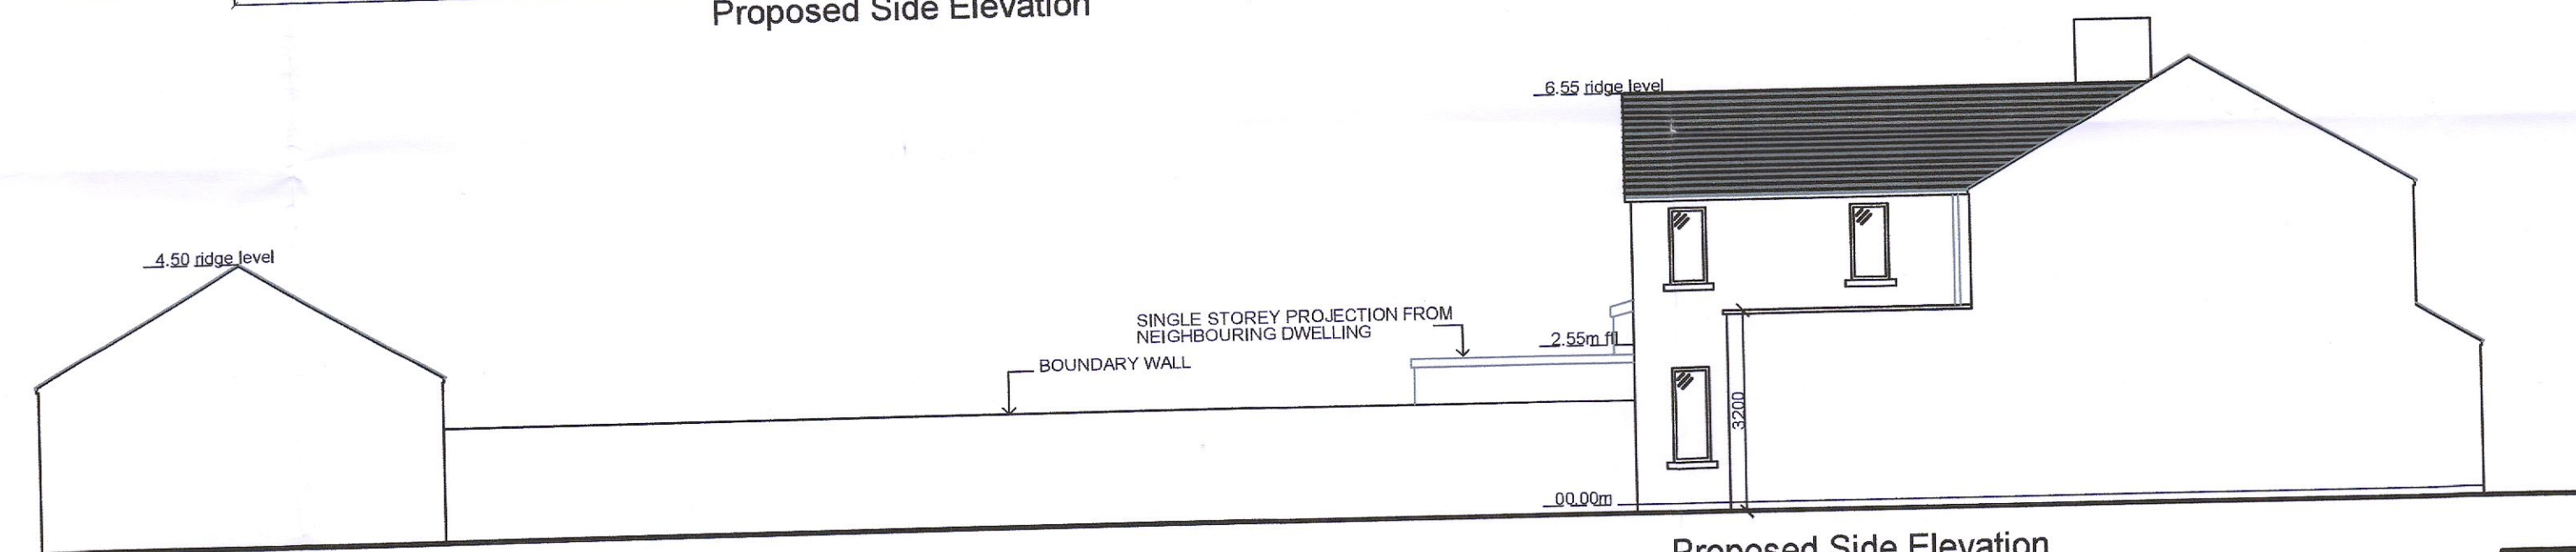 Proposed Side Elevation
6.55 ridge level
4.50 ridge level
SINGLE STOREY PROJECTION FROM
NEIGHBOURING DWELLING
2.55m ffl
BOUNDARY WALL
3200
00.00m
Proposed Side Elevation